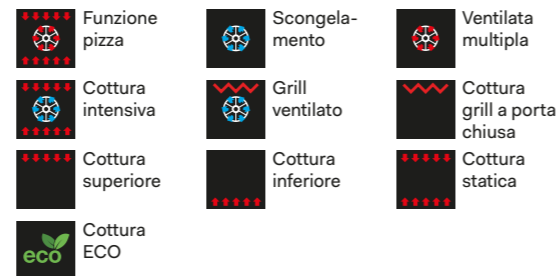 Funzione
pizza
Scongela-
mento
Ventilata
multipla
Cottura
intensiva
Grill
ventilato
Cottura
grill a porta
chiusa
Cottura
superiore
Cottura
inferiore
Cottura
statica
eco
Cottura
ECO